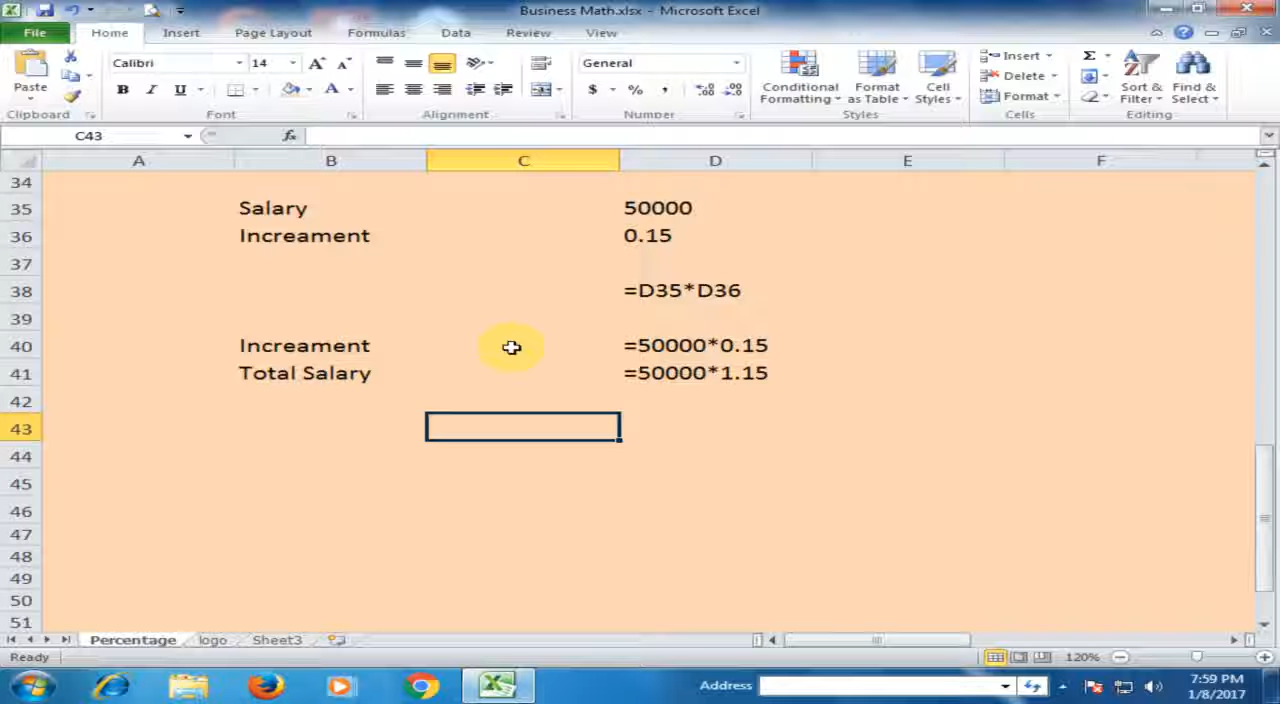 Business Math.xlsx - Microsoft Excel
File Home Insert Page Layout Formulas Data Review View
Calibri 14 A A General Σ
Insert
Paste B I U A $ % , Delete
Format
Conditional Formatting
Format as Table
Cell Styles
Sort & Filter
Find & Select
Clipboard Font Alignment Number Styles Cells Editing
C43 fx
A B C D E F
34
35 Salary 50000
36 Increament 0.15
37
38 =D35*D36
39
40 Increament =50000*0.15
41 Total Salary =50000*1.15
42
43
44
45
46
47
48
49
50
51
Percentage logo Sheet3
Ready 120%
Address 7:59 PM
1/8/2017